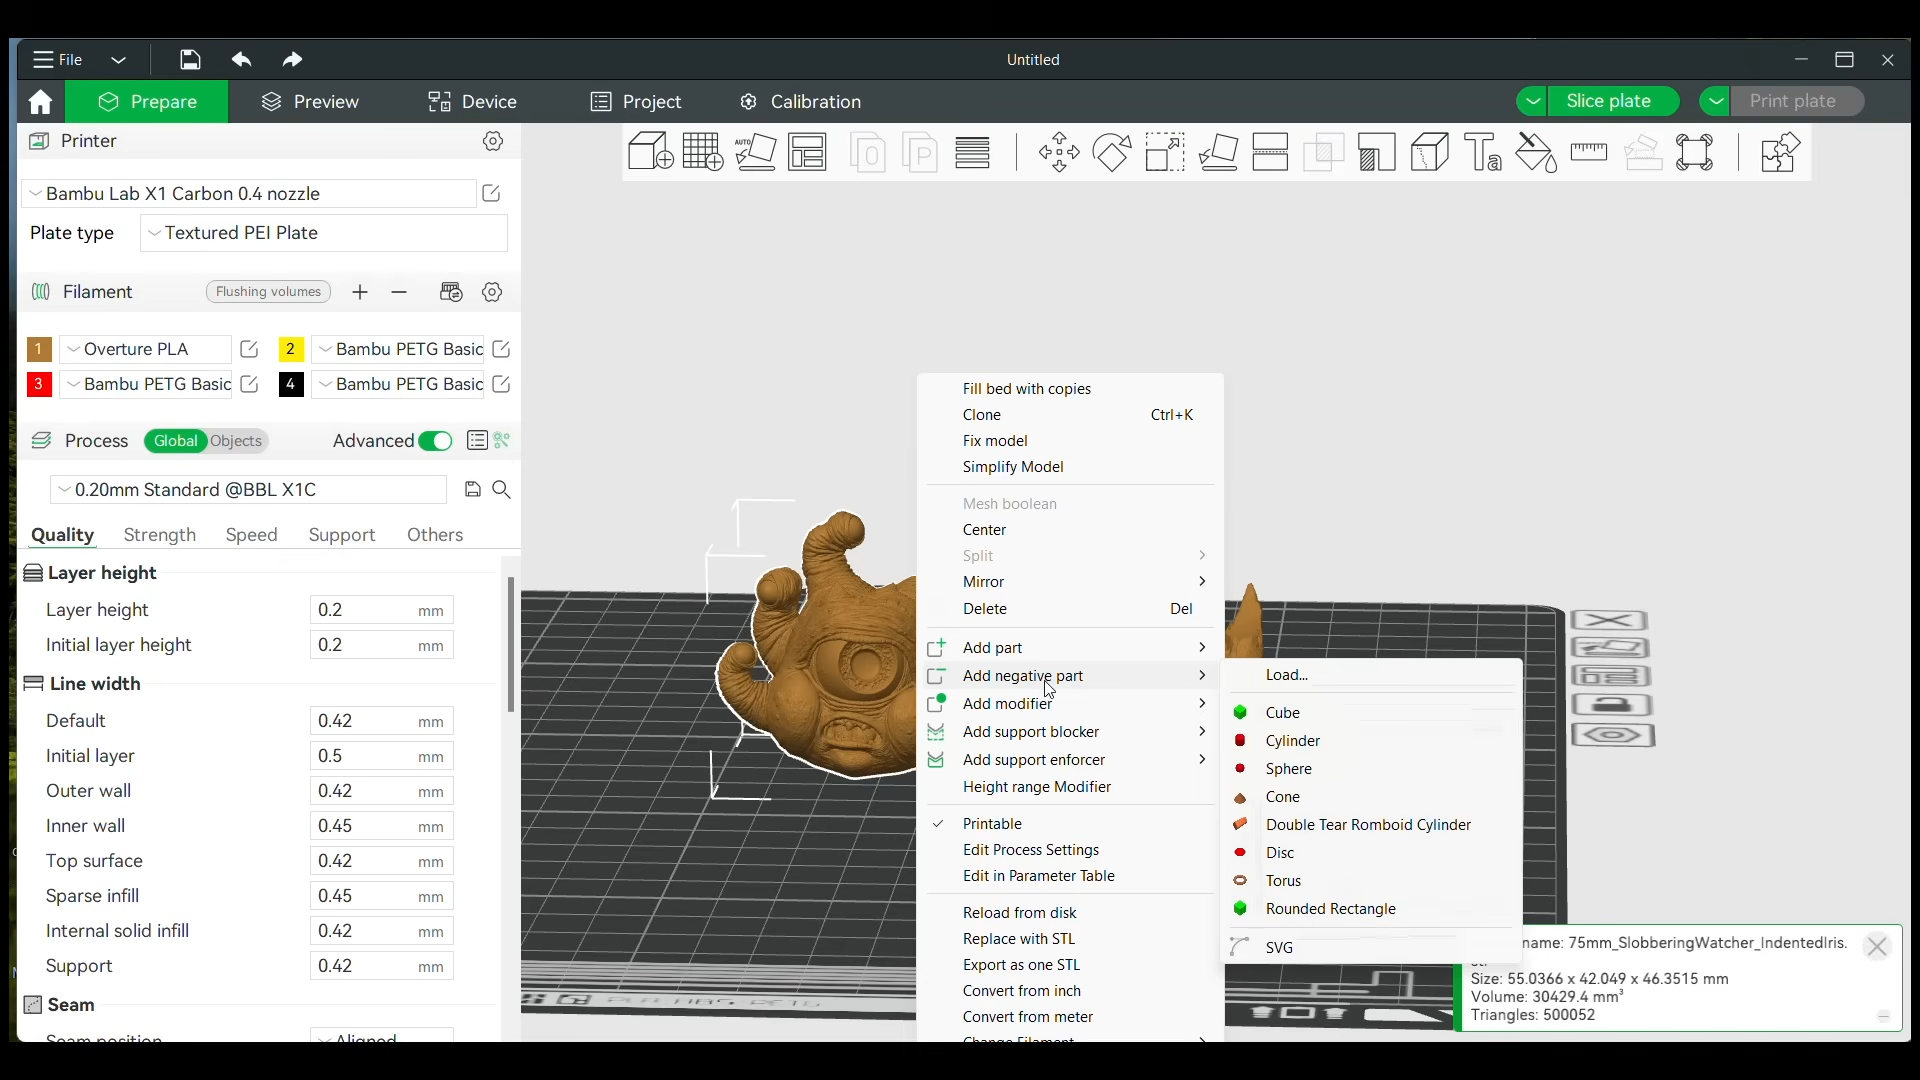 File
Untitled
Prepare
Preview
Device
Project
Calibration
Slice plate
Print plate
Printer
AUTO
Bambu Lab X1 Carbon 0.4 nozzle
Plate type
Textured PEI Plate
Filament
Flushing volumes
1 Overture PLA
2 Bambu PETG Basic
3 Bambu PETG Basic
4 Bambu PETG Basic
Process
Global
Objects
Advanced
0.20mm Standard @BBL X1C
Quality
Strength
Speed
Support
Others
Layer height
Layer height 0.2 mm
Initial layer height 0.2 mm
Line width
Default 0.42 mm
Initial layer 0.5 mm
Outer wall 0.42 mm
Inner wall 0.45 mm
Top surface 0.42 mm
Sparse infill 0.45 mm
Internal solid infill 0.42 mm
Support 0.42 mm
Seam
Seam position Aligned
Fill bed with copies
Clone Ctrl+K
Fix model
Simplify Model
Mesh boolean
Center
Split
Mirror
Delete Del
Add part
Add negative part
Add modifier
Add support blocker
Add support enforcer
Height range Modifier
Printable
Edit Process Settings
Edit in Parameter Table
Reload from disk
Replace with STL
Export as one STL
Convert from inch
Convert from meter
Change Filament
Load...
Cube
Cylinder
Sphere
Cone
Double Tear Romboid Cylinder
Disc
Torus
Rounded Rectangle
SVG
name: 75mm_SlobberingWatcher_IndentedIris.
Size: 55.0366 x 42.049 x 46.3515 mm
Volume: 30429.4 mm³
Triangles: 500052